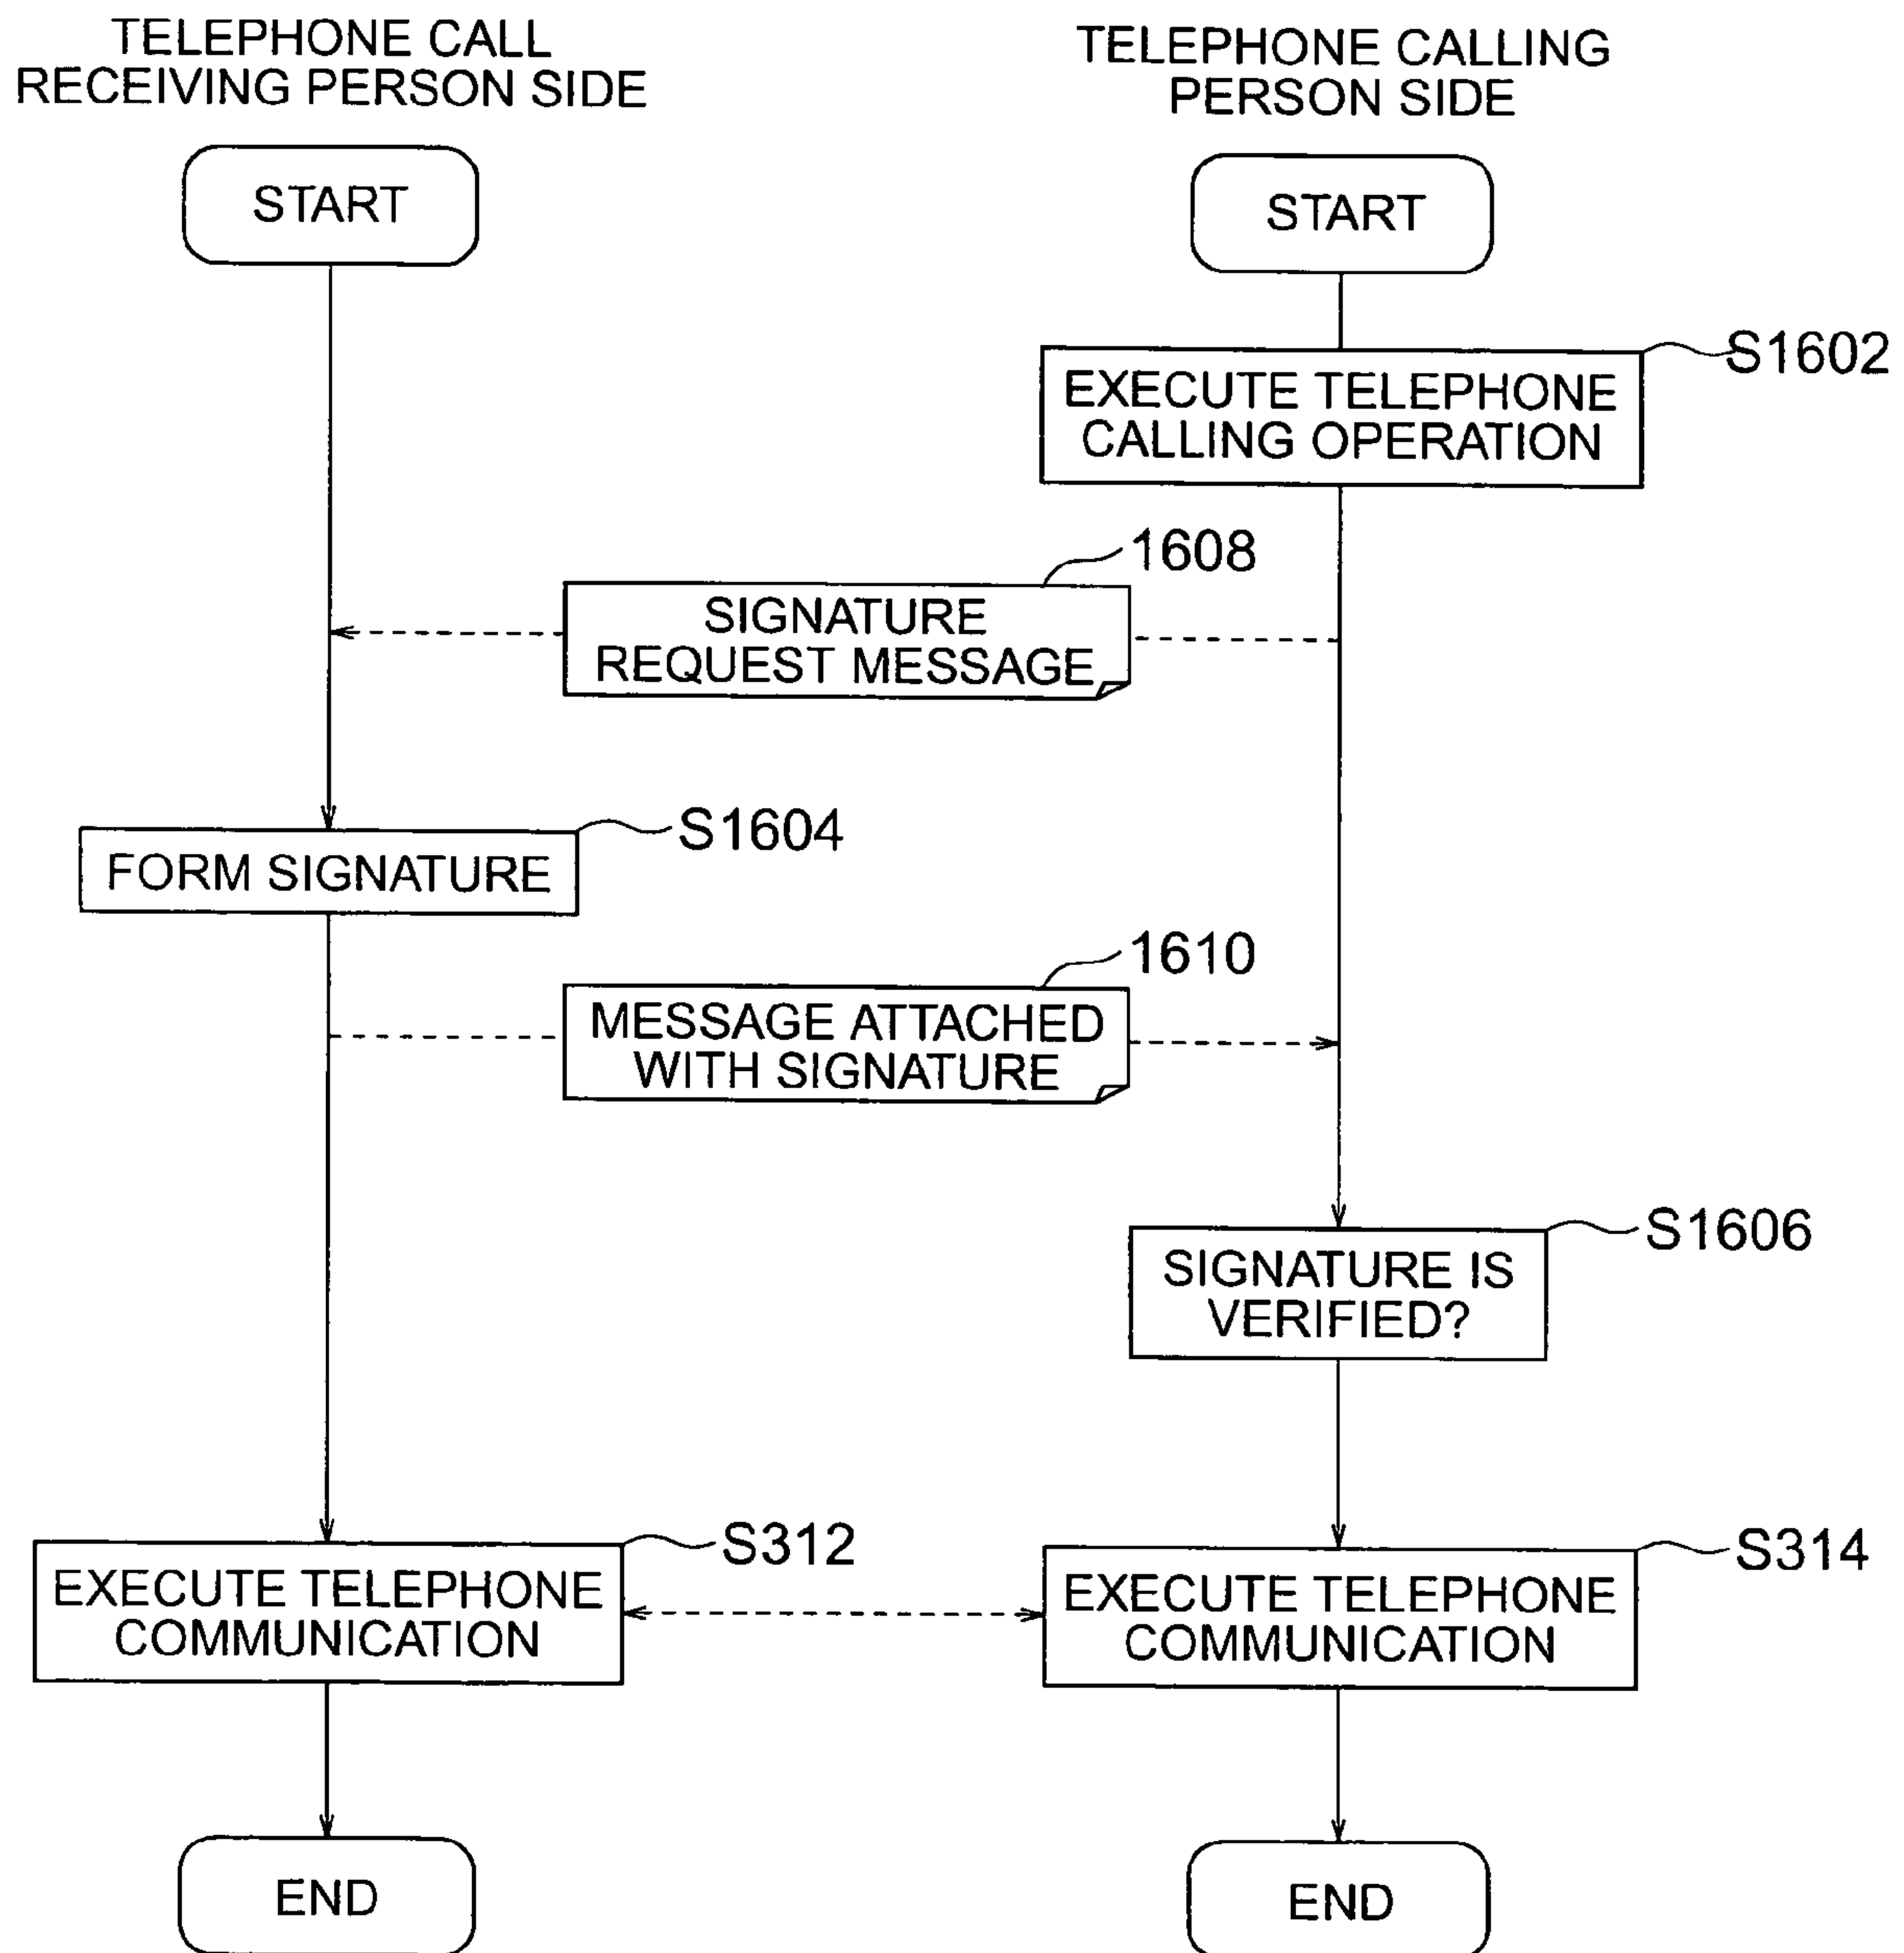 TELEPHONE CALL
RECEIVING PERSON SIDE
TELEPHONE CALLING
PERSON SIDE
START
START
S1602
EXECUTE TELEPHONE
CALLING OPERATION
1608
SIGNATURE
REQUEST MESSAGE
S1604
FORM SIGNATURE
1610
MESSAGE ATTACHED
WITH SIGNATURE
S1606
SIGNATURE IS
VERIFIED?
S312
EXECUTE TELEPHONE
COMMUNICATION
S314
EXECUTE TELEPHONE
COMMUNICATION
END
END